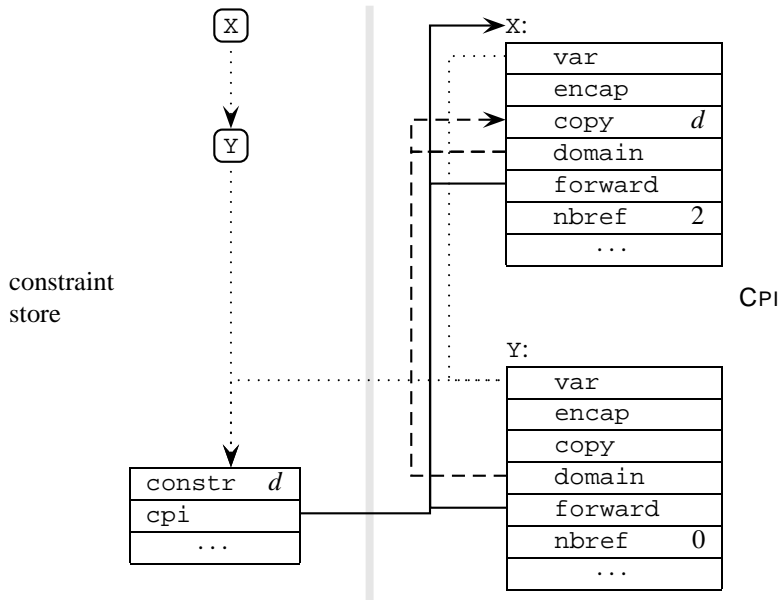 X
Y
constraint
store
constr d
cpi
...
X:
var
encap
copy d
domain
forward
nbref 2
...
CPI
Y:
var
encap
copy
domain
forward
nbref 0
...